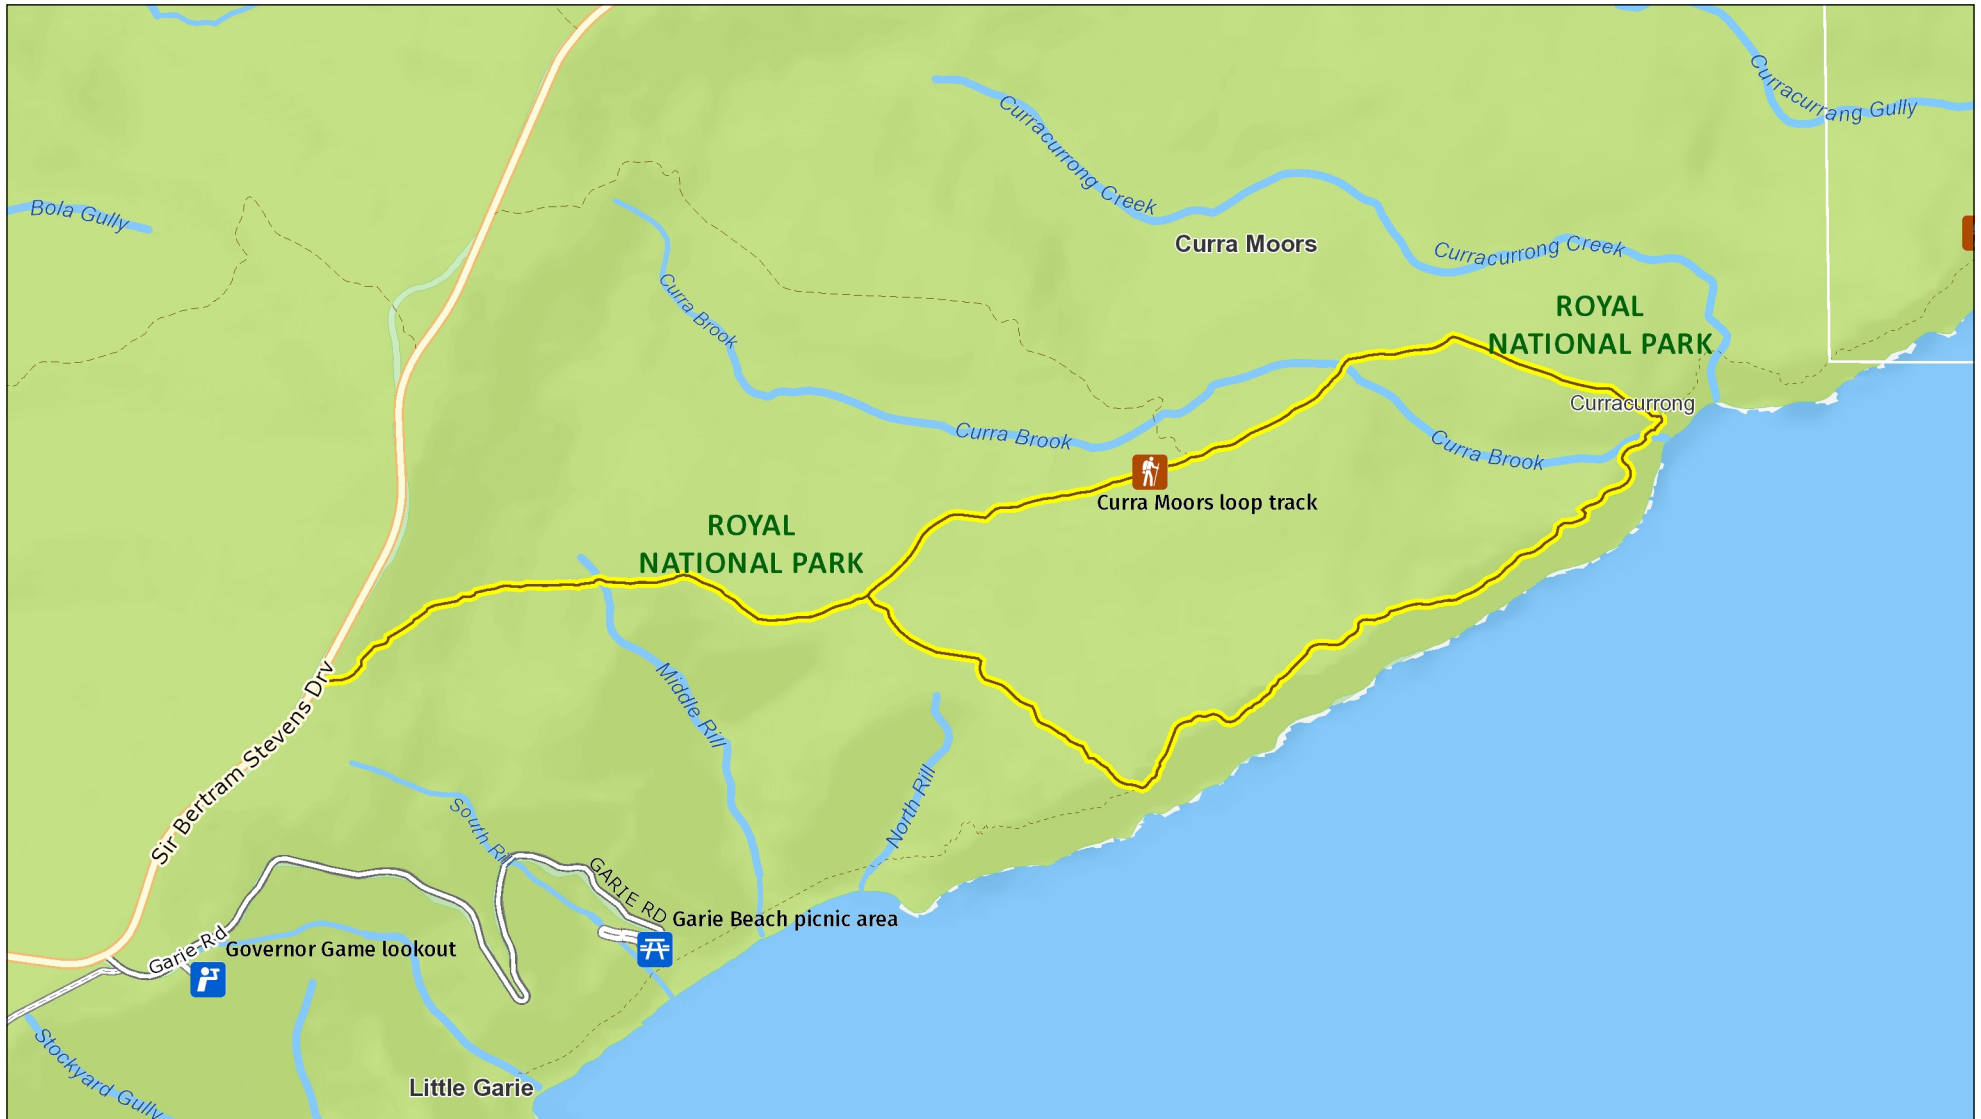 Curracurrang Gully
Curracurrong Creek
Bola Gully
Curra Moors
Curracurrong Creek
Curra Brook
ROYAL
NATIONAL PARK
Curracurrong
Curra Brook
Curra Brook
Curra Moors loop track
ROYAL
NATIONAL PARK
Middle Rill
Sir Bertram Stevens Drv
North Rill
South Rill
GARIE RD
Garie Beach picnic area
Garie Rd
Governor Game lookout
Stockyard Gully
Little Garie